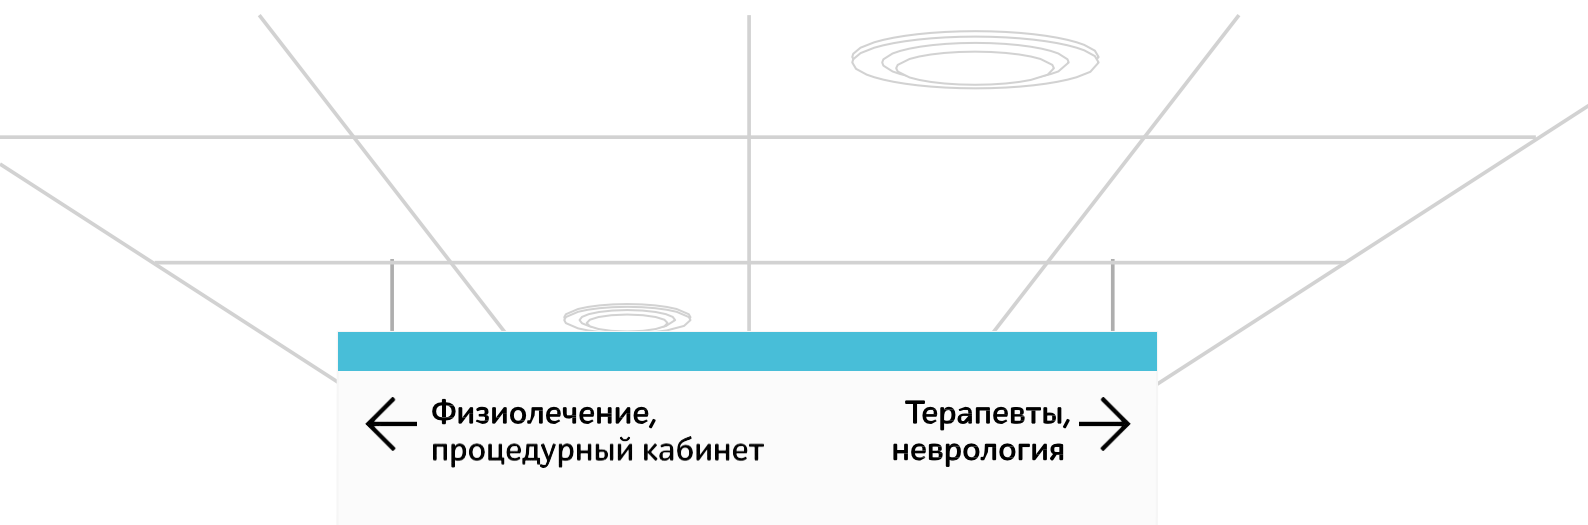 Физиолечение,
процедурный кабинет
Терапевты,
неврология